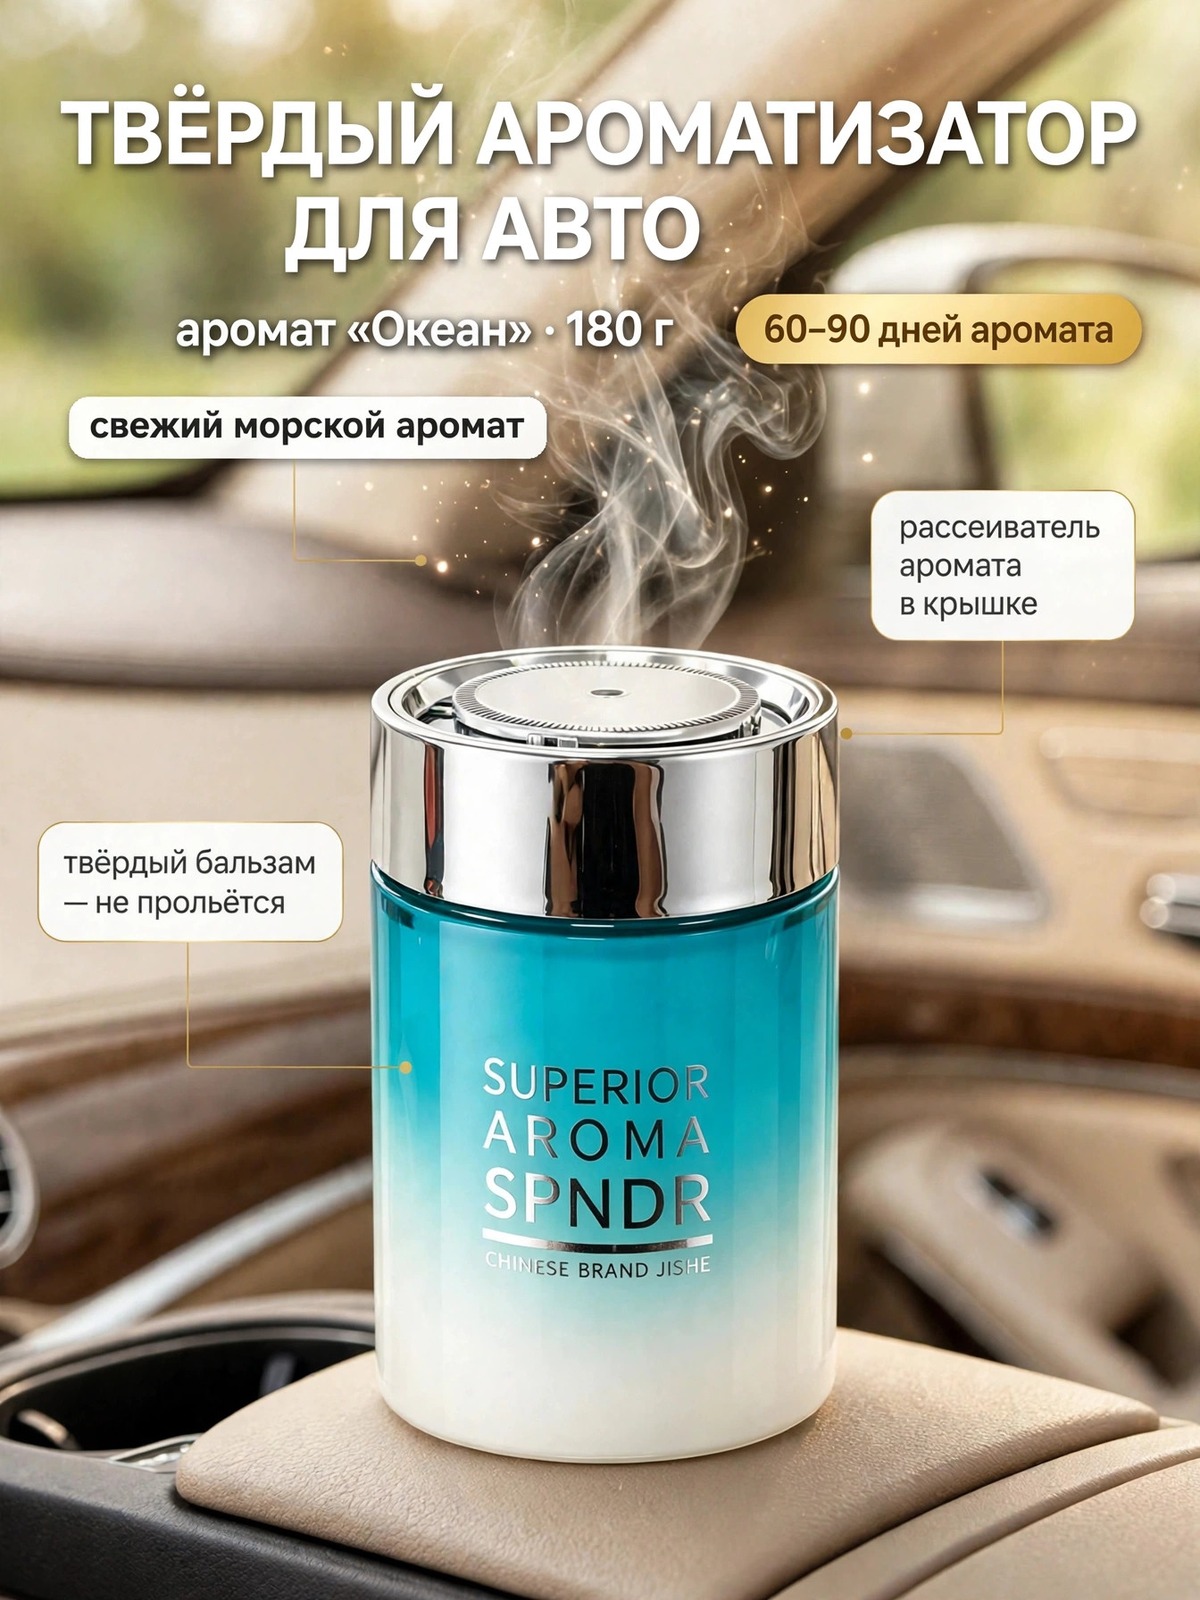 ТВЁРДЫЙ АРОМАТИЗАТОР
ДЛЯ АВТО
аромат «Океан» · 180 г
60–90 дней аромата
свежий морской аромат
рассеиватель
аромата
в крышке
твёрдый бальзам
— не прольётся
SUPERIOR
AROMA
SPNDR
CHINESE BRAND JISHE